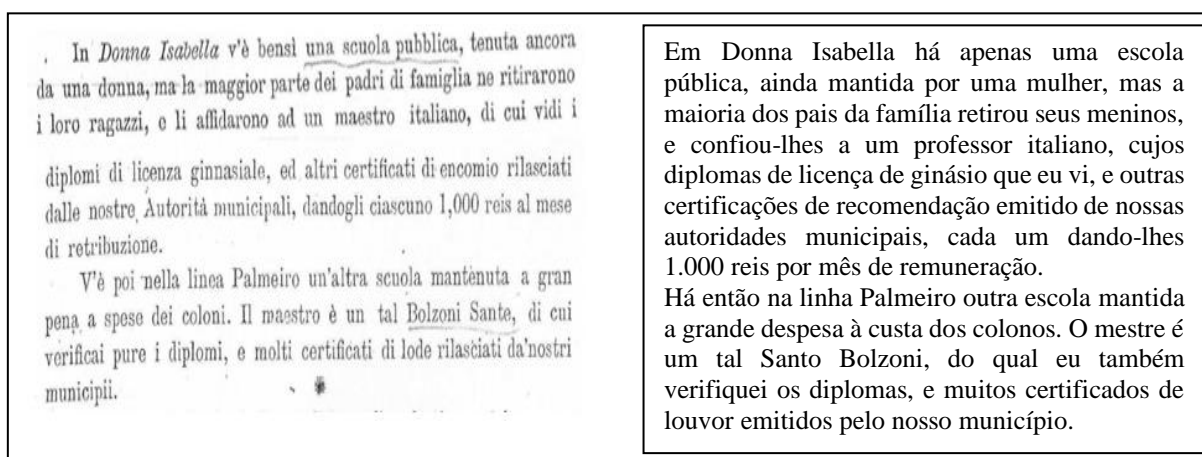 In Donna Isabella v'è bensì una scuola pubblica, tenuta ancora
da una donna, ma la maggior parte dei padri di famiglia ne ritirarono
i loro ragazzi, e li affidarono ad un maestro italiano, di cui vidi i
diplomi di licenza ginnasiale, ed altri certificati di encomio rilasciati
dalle nostre Autorità municipali, dandogli ciascuno 1,000 reis al mese
di retribuzione.
V'è poi nella linea Palmeiro un'altra scuola mantenuta a gran
pena a spese dei coloni. Il maestro è un tal Bolzoni Sante, di cui
verificai pure i diplomi, e molti certificati di lode rilasciati da'nostri
municipii.
Em Donna Isabella há apenas uma escola
pública, ainda mantida por uma mulher, mas a
maioria dos pais da família retirou seus meninos,
e confiou-lhes a um professor italiano, cujos
diplomas de licença de ginásio que eu vi, e outras
certificações de recomendação emitido de nossas
autoridades municipais, cada um dando-lhes
1.000 reis por mês de remuneração.
Há então na linha Palmeiro outra escola mantida
a grande despesa à custa dos colonos. O mestre é
um tal Santo Bolzoni, do qual eu também
verifiquei os diplomas, e muitos certificados de
louvor emitidos pelo nosso município.